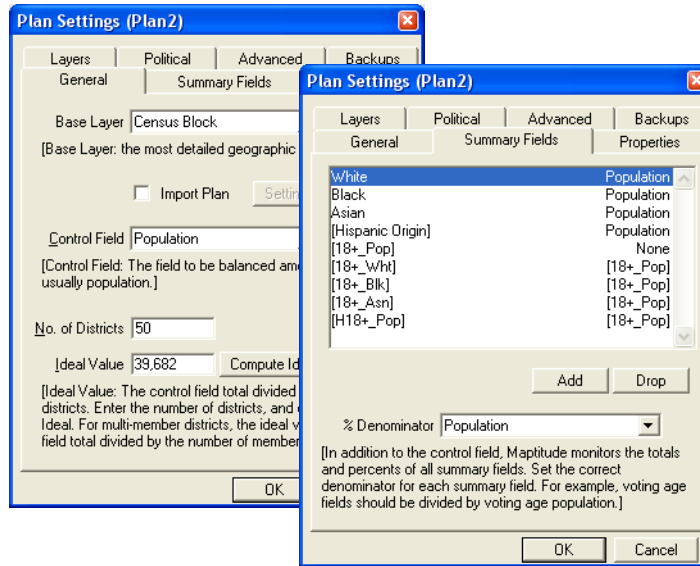 Plan Settings (Plan2)
Layers Political Advanced Backups
General Summary Fields
Base Layer Census Block
[Base Layer: the most detailed geographic
Import Plan
Control Field Population
[Control Field: The field to be balanced
usually population.]
No. of Districts 50
Ideal Value 39,682 Compute
[Ideal Value: The control field total divided
districts. Enter the number of districts, and
Ideal. For multi-member districts, the ideal
field total divided by the number of
OK
Plan Settings (Plan2)
Layers Political Advanced Backups
General Summary Fields Properties
White Population
Black Population
Asian Population
[Hispanic Origin] Population
[18+_Pop] None
[18+_Wht] [18+_Pop]
[18+_Blk] [18+_Pop]
[18+_Asn] [18+_Pop]
[H18+_Pop] [18+_Pop]
Add Drop
% Denominator Population
[In addition to the control field, Maptitude monitors the totals
and percents of all summary fields. Set the correct
denominator for each summary field. For example, voting age
fields should be divided by voting age population.]
OK Cancel